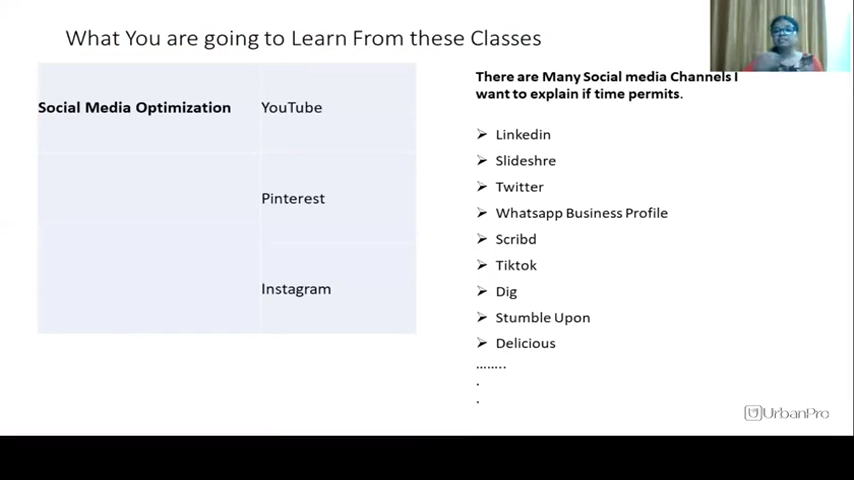 What You are going to Learn From these Classes
Social Media Optimization
YouTube
Pinterest
Instagram
There are Many Social media Channels I
want to explain if time permits.
Linkedin
Slideshre
Twitter
Whatsapp Business Profile
Scribd
Tiktok
Dig
Stumble Upon
Delicious
........
.
.
UrbanPro